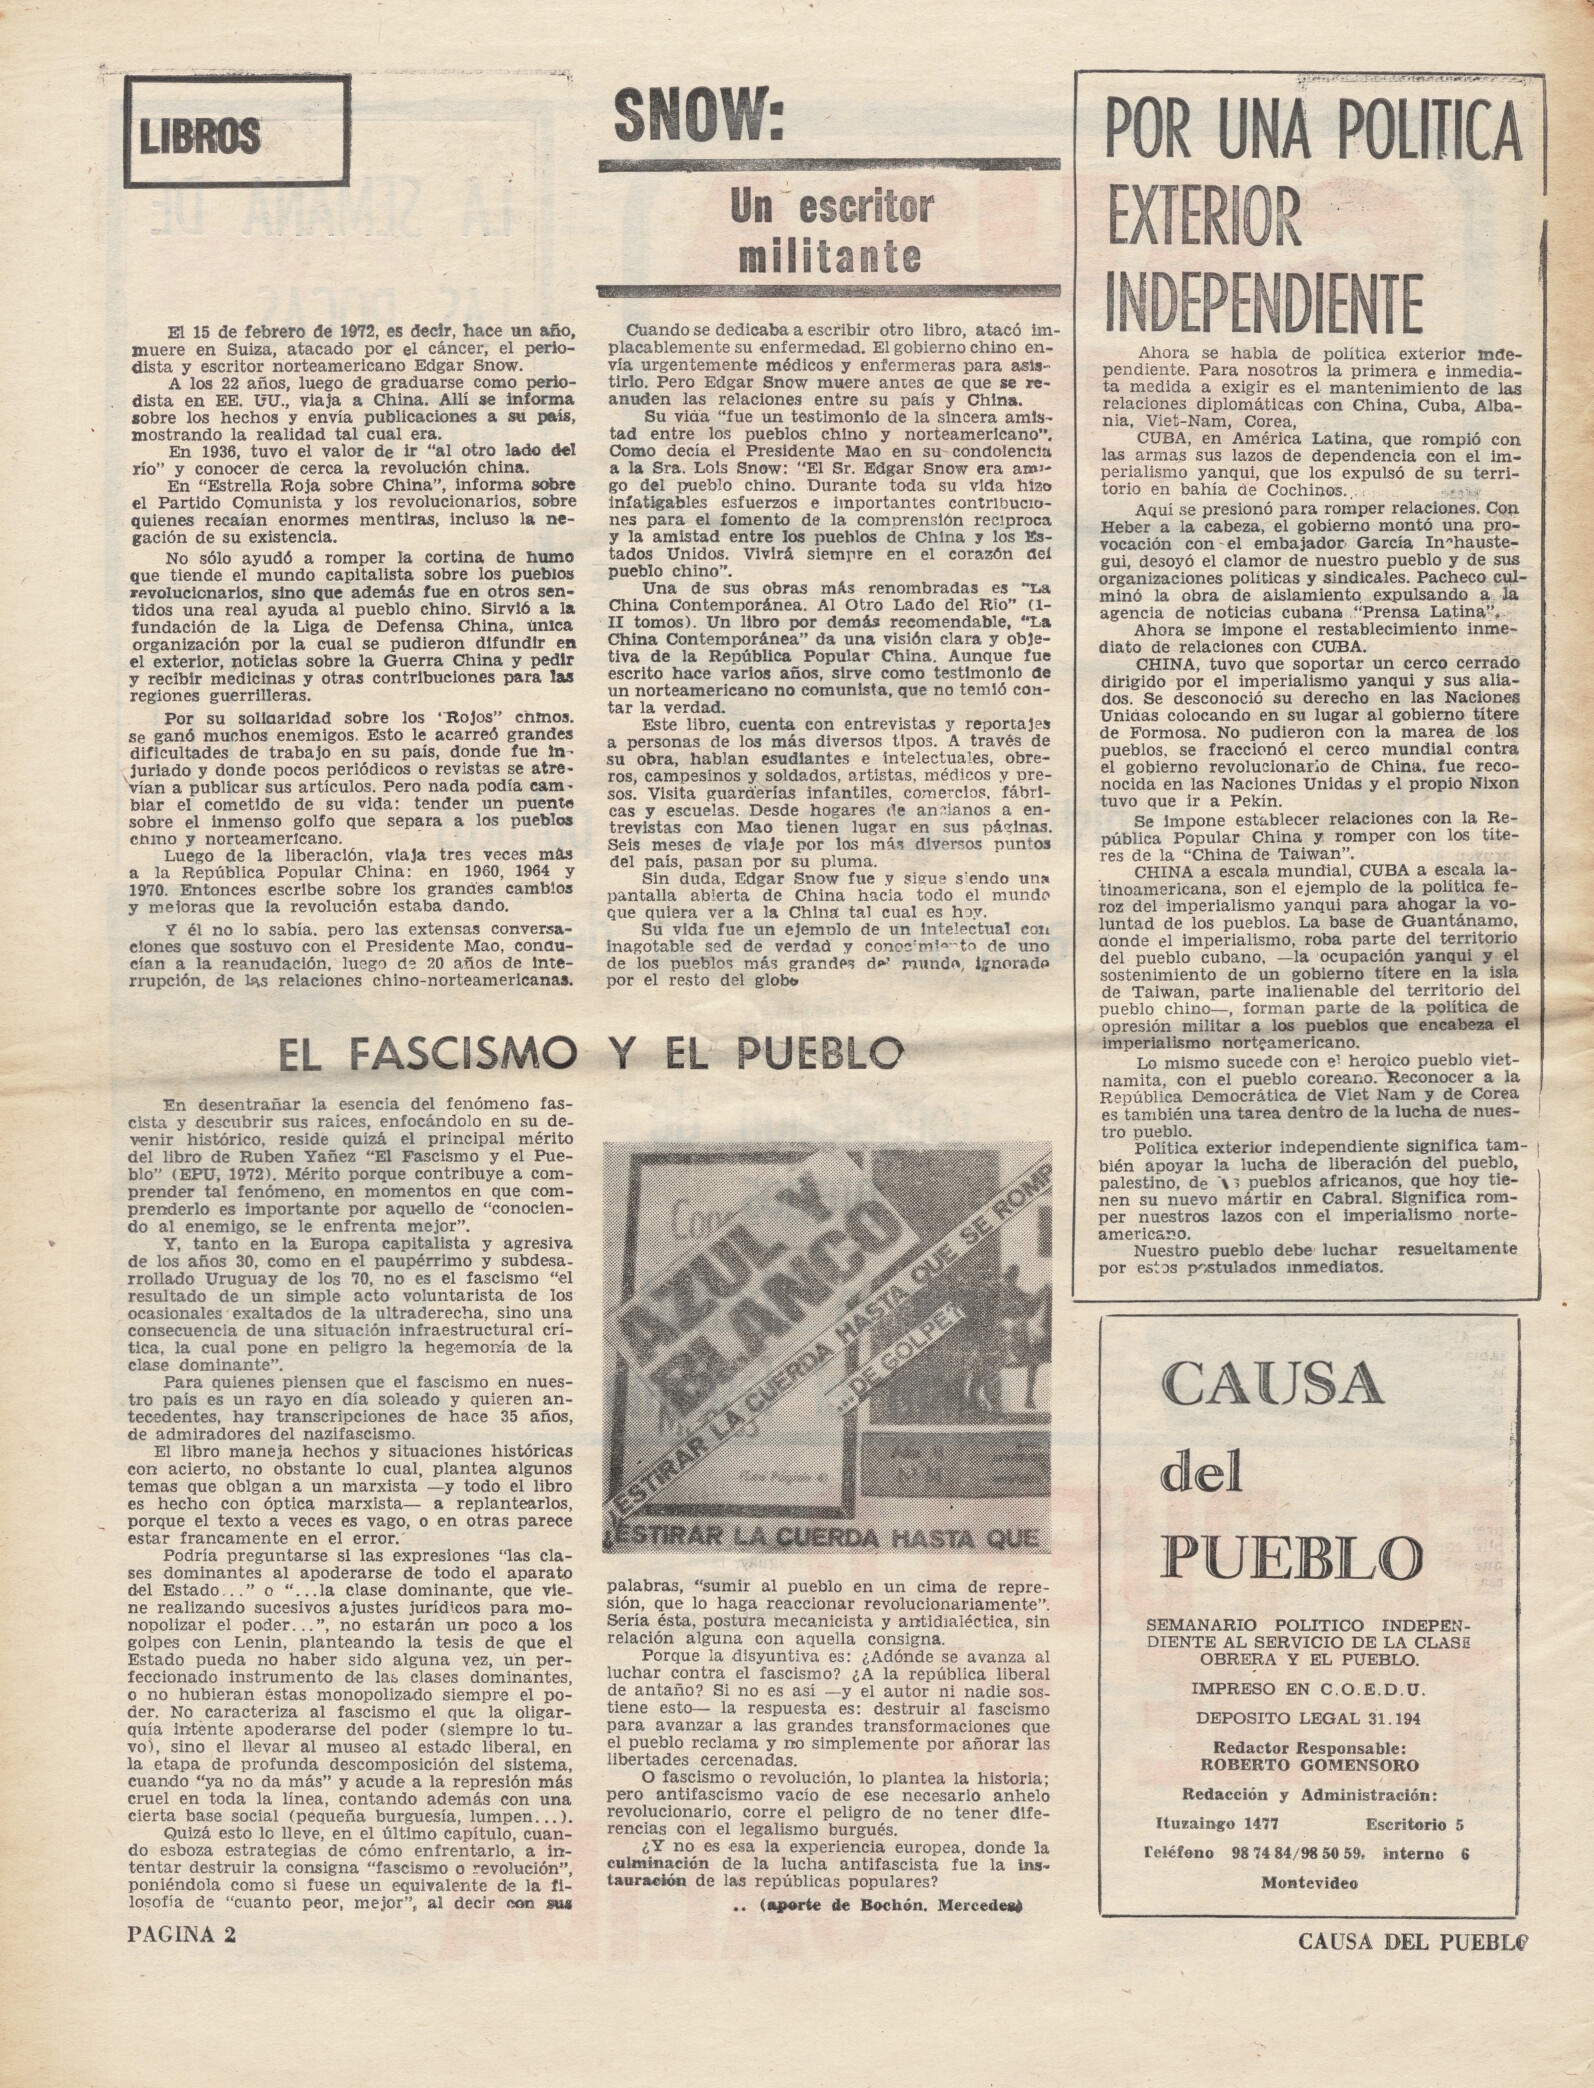 LIBROS
SNOW:
Un escritor
militante
El 15 de febrero de 1972, es decir, hace un año,
muere en Suiza, atacado por el cáncer, el perio-
dista y escritor norteamericano Edgar Snow.
A los 22 años, luego de graduarse como perio-
dista en EE. UU., viaja a China. Allí se informa
sobre los hechos y envía publicaciones a su país,
mostrando la realidad tal cual era.
En 1936, tuvo el valor de ir "al otro lado del
río" y conocer de cerca la revolución china.
En "Estrella Roja sobre China", informa sobre
el Partido Comunista y los revolucionarios, sobre
quienes recaían enormes mentiras, incluso la ne-
gación de su existencia.
No sólo ayudó a romper la cortina de humo
que tiende el mundo capitalista sobre los pueblos
revolucionarios, sino que además fue en otros sen-
tidos una real ayuda al pueblo chino. Sirvió a la
fundación de la Liga de Defensa China, única
organización por la cual se pudieron difundir en
el exterior, noticias sobre la Guerra China y pedir
y recibir medicinas y otras contribuciones para las
regiones guerrilleras.
Por su solidaridad sobre los "Rojos" chinos.
se ganó muchos enemigos. Esto le acarreó grandes
dificultades de trabajo en su país, donde fue in-
juriado y donde pocos periódicos o revistas se atre-
vían a publicar sus artículos. Pero nada podía cam-
biar el cometido de su vida: tender un puente
sobre el inmenso golfo que separa a los pueblos
chino y norteamericano.
Luego de la liberación, viaja tres veces más
a la República Popular China: en 1960, 1964 y
1970. Entonces escribe sobre los grandes cambios
y mejoras que la revolución estaba dando.
Y él no lo sabía. pero las extensas conversa-
ciones que sostuvo con el Presidente Mao, condu-
cían a la reanudación, luego de 20 años de inte-
rrupción, de las relaciones chino-norteamericanas.
Cuando se dedicaba a escribir otro libro, atacó im-
placablemente su enfermedad. El gobierno chino en-
vía urgentemente médicos y enfermeras para asis-
tirlo. Pero Edgar Snow muere antes de que se re-
anuden las relaciones entre su país y China.
Su vida "fue un testimonio de la sincera amis-
tad entre los pueblos chino y norteamericano".
Como decía el Presidente Mao en su condolencia
a la Sra. Lois Snow: "El Sr. Edgar Snow era ami-
go del pueblo chino. Durante toda su vida hizo
infatigables esfuerzos e importantes contribucio-
nes para el fomento de la comprensión recíproca
y la amistad entre los pueblos de China y los Es-
tados Unidos. Vivirá siempre en el corazón del
pueblo chino".
Una de sus obras más renombradas es "La
China Contemporánea. Al Otro Lado del Río" (I-
II tomos). Un libro por demás recomendable, "La
China Contemporánea" da una visión clara y obje-
tiva de la República Popular China. Aunque fue
escrito hace varios años, sirve como testimonio de
un norteamericano no comunista, que no temió con-
tar la verdad.
Este libro, cuenta con entrevistas y reportajes
a personas de los más diversos tipos. A través de
su obra, hablan estudiantes e intelectuales, obre-
ros, campesinos y soldados, artistas, médicos y pre-
sos. Visita guarderías infantiles, comercios, fábri-
cas y escuelas. Desde hogares de ancianos a en-
trevistas con Mao tienen lugar en sus páginas.
Seis meses de viaje por los más diversos puntos
del país, pasan por su pluma.
Sin duda, Edgar Snow fue y sigue siendo una
pantalla abierta de China hacia todo el mundo
que quiera ver a la China tal cual es hoy.
Su vida fue un ejemplo de un intelectual con
inagotable sed de verdad y conocimiento de uno
de los pueblos más grandes del mundo, ignorado
por el resto del globo
EL FASCISMO Y EL PUEBLO
En desentrañar la esencia del fenómeno fas-
cista y descubrir sus raíces, enfocándolo en su de-
venir histórico, reside quizá el principal mérito
del libro de Ruben Yañez "El Fascismo y el Pue-
blo" (EPU, 1972). Mérito porque contribuye a com-
prender tal fenómeno, en momentos en que com-
prenderlo es importante por aquello de "conocien-
do al enemigo, se le enfrenta mejor".
Y, tanto en la Europa capitalista y agresiva
de los años 30, como en el paupérrimo y subdesa-
rrollado Uruguay de los 70, no es el fascismo "el
resultado de un simple acto voluntarista de los
ocasionales exaltados de la ultraderecha, sino una
consecuencia de una situación infraestructural crí-
tica, la cual pone en peligro la hegemonía de la
clase dominante".
Para quienes piensen que el fascismo en nues-
tro país es un rayo en día soleado y quieren an-
tecedentes, hay transcripciones de hace 35 años,
de admiradores del nazifascismo.
El libro maneja hechos y situaciones históricas
con acierto, no obstante lo cual, plantea algunos
temas que oblgan a un marxista —y todo el libro
es hecho con óptica marxista— a replantearlos,
porque el texto a veces es vago, o en otras parece
estar francamente en el error.
Podría preguntarse si las expresiones "las cla-
ses dominantes al apoderarse de todo el aparato
del Estado..." o "...la clase dominante, que vie-
ne realizando sucesivos ajustes jurídicos para mo-
nopolizar el poder...", no estarán un poco a los
golpes con Lenin, planteando la tesis de que el
Estado pueda no haber sido alguna vez, un per-
feccionado instrumento de las clases dominantes,
o no hubieran éstas monopolizado siempre el po-
der. No caracteriza al fascismo el que la oligar-
quía intente apoderarse del poder (siempre lo tu-
vo), sino el llevar al museo al estado liberal, en
la etapa de profunda descomposición del sistema,
cuando "ya no da más" y acude a la represión más
cruel en toda la línea, contando además con una
cierta base social (pequeña burguesía, lumpen...).
Quizá esto lo lleve, en el último capítulo, cuan-
do esboza estrategias de cómo enfrentarlo, a in-
tentar destruir la consigna "fascismo o revolución",
poniéndola como si fuese un equivalente de la fi-
losofía de "cuanto peor, mejor", al decir con sus
AZUL Y
BLANCO
¡ESTIRAR LA CUERDA HASTA QUE SE ROMP
...DE GOLPE?
¿ESTIRAR LA CUERDA HASTA QUE
palabras, "sumir al pueblo en un cima de repre-
sión, que lo haga reaccionar revolucionariamente".
Sería ésta, postura mecanicista y antidialéctica, sin
relación alguna con aquella consigna.
Porque la disyuntiva es: ¿Adónde se avanza al
luchar contra el fascismo? ¿A la república liberal
de antaño? Si no es así —y el autor ni nadie sos-
tiene esto— la respuesta es: destruir al fascismo
para avanzar a las grandes transformaciones que
el pueblo reclama y no simplemente por añorar las
libertades cercenadas.
O fascismo o revolución, lo plantea la historia;
pero antifascismo vacío de ese necesario anhelo
revolucionario, corre el peligro de no tener dife-
rencias con el legalismo burgués.
¿Y no es esa la experiencia europea, donde la
culminación de la lucha antifascista fue la ins-
tauración de las repúblicas populares?
.. (aporte de Bochón. Mercedes)
POR UNA POLITICA
EXTERIOR
INDEPENDIENTE
Ahora se habla de política exterior inde-
pendiente. Para nosotros la primera e inmedia-
ta medida a exigir es el mantenimiento de las
relaciones diplomáticas con China, Cuba, Alba-
nia, Viet-Nam, Corea,
CUBA, en América Latina, que rompió con
las armas sus lazos de dependencia con el im-
perialismo yanqui, que los expulsó de su terri-
torio en bahía de Cochinos.
Aquí se presionó para romper relaciones. Con
Heber a la cabeza, el gobierno montó una pro-
vocación con el embajador García Inchauste-
gui, desoyó el clamor de nuestro pueblo y de sus
organizaciones políticas y sindicales. Pacheco cul-
minó la obra de aislamiento expulsando a la
agencia de noticias cubana "Prensa Latina".
Ahora se impone el restablecimiento inme-
diato de relaciones con CUBA.
CHINA, tuvo que soportar un cerco cerrado
dirigido por el imperialismo yanqui y sus alia-
dos. Se desconoció su derecho en las Naciones
Unidas colocando en su lugar al gobierno títere
de Formosa. No pudieron con la marea de los
pueblos, se fraccionó el cerco mundial contra
el gobierno revolucionario de China. fue reco-
nocida en las Naciones Unidas y el propio Nixon
tuvo que ir a Pekín.
Se impone establecer relaciones con la Re-
pública Popular China y romper con los títe-
res de la "China de Taiwan".
CHINA a escala mundial, CUBA a escala la-
tinoamericana, son el ejemplo de la política fe-
roz del imperialismo yanqui para ahogar la vo-
luntad de los pueblos. La base de Guantánamo,
donde el imperialismo, roba parte del territorio
del pueblo cubano, —la ocupación yanqui y el
sostenimiento de un gobierno títere en la isla
de Taiwan, parte inalienable del territorio del
pueblo chino—, forman parte de la política de
opresión militar a los pueblos que encabeza el
imperialismo norteamericano.
Lo mismo sucede con el heroico pueblo viet-
namita, con el pueblo coreano. Reconocer a la
República Democrática de Viet Nam y de Corea
es también una tarea dentro de la lucha de nues-
tro pueblo.
Política exterior independiente significa tam-
bién apoyar la lucha de liberación del pueblo,
palestino, de pueblos africanos, que hoy tie-
nen su nuevo mártir en Cabral. Significa rom-
per nuestros lazos con el imperialismo norte-
americano.
Nuestro pueblo debe luchar resueltamente
por estos postulados inmediatos.
CAUSA
del
PUEBLO
SEMANARIO POLITICO INDEPEN-
DIENTE AL SERVICIO DE LA CLASE
OBRERA Y EL PUEBLO.
IMPRESO EN C.O.E.D.U.
DEPOSITO LEGAL 31.194
Redactor Responsable:
ROBERTO GOMENSORO
Redacción y Administración:
Ituzaingo 1477 Escritorio 5
Teléfono 98 74 84/98 50 59, interno 6
Montevideo
PAGINA 2
CAUSA DEL PUEBLO